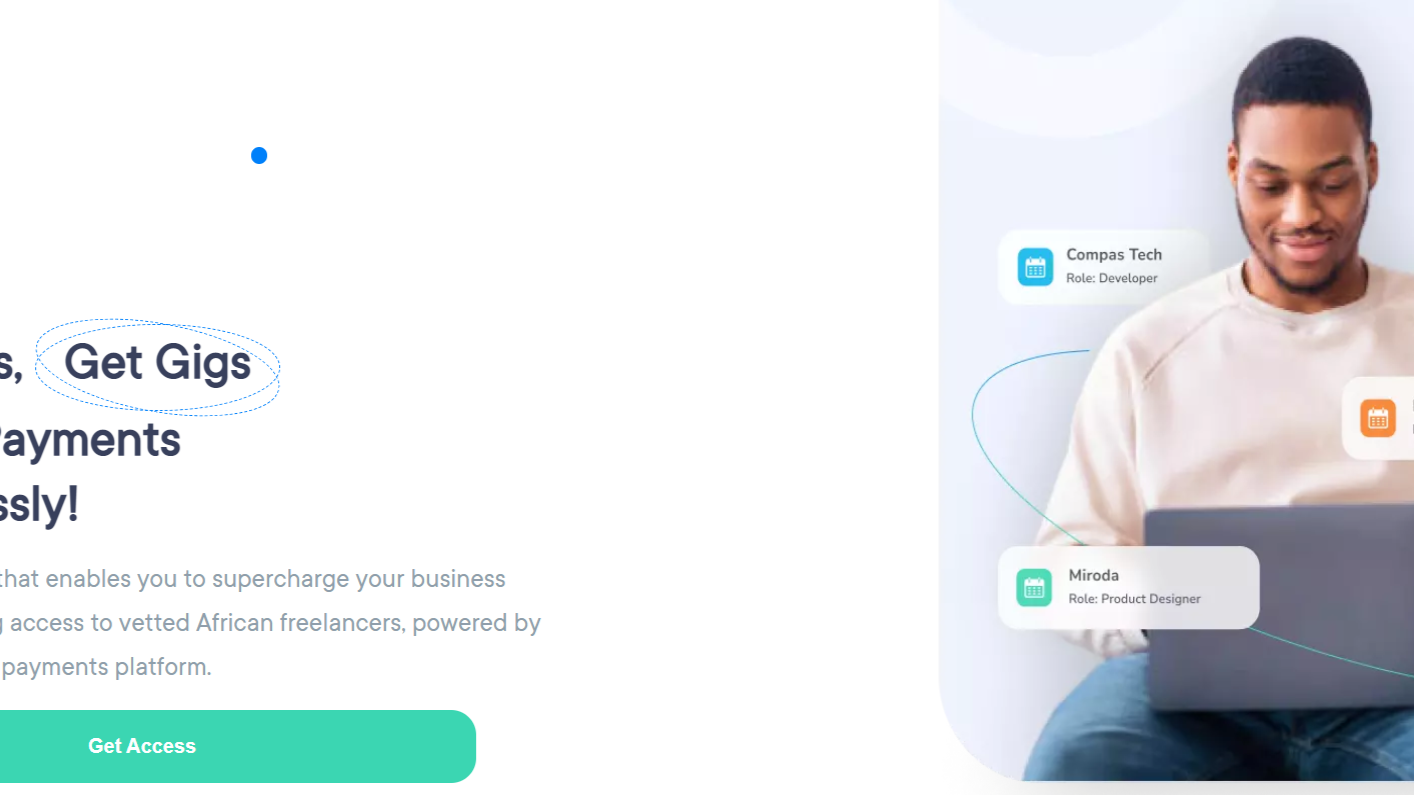 s, Get Gigs
Payments
ssly!
that enables you to supercharge your business
g access to vetted African freelancers, powered by
payments platform.
Get Access
Compas Tech
Role: Developer
Miroda
Role: Product Designer